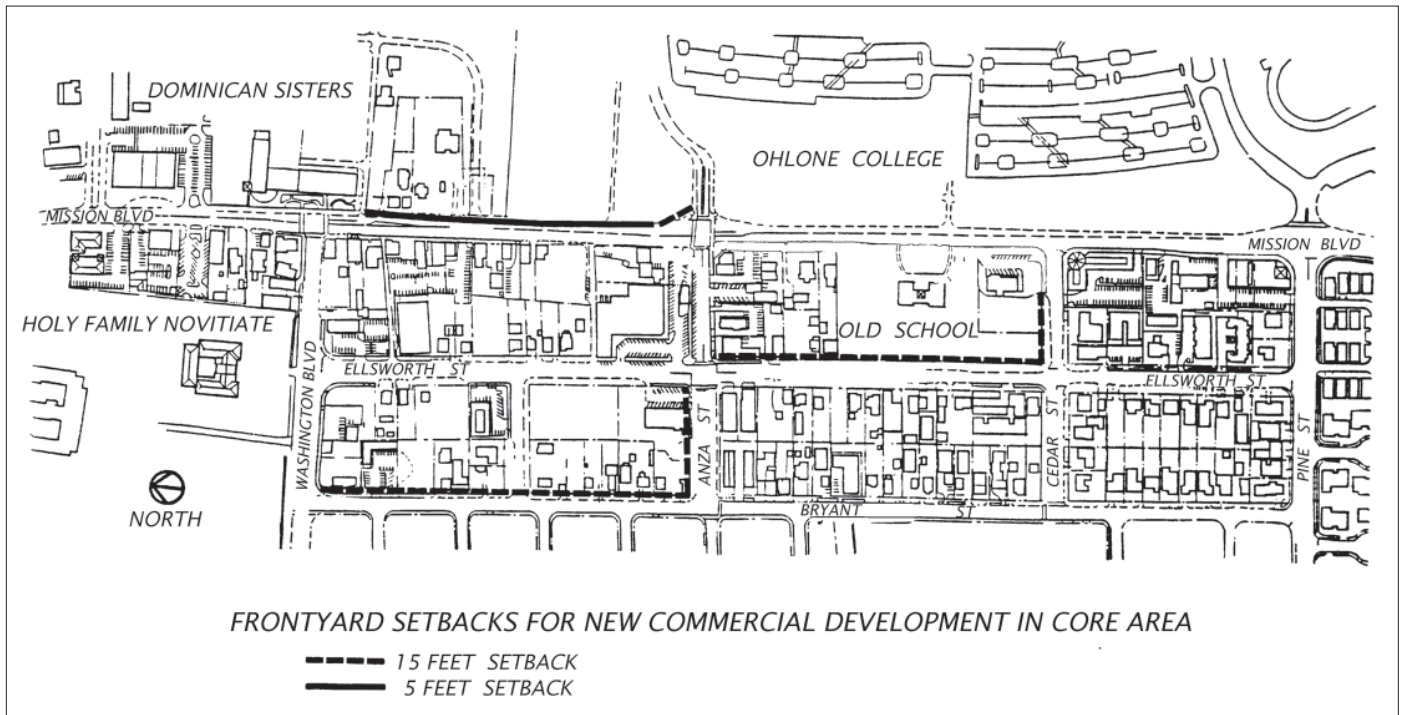 DOMINICAN SISTERS
OHLONE COLLEGE
MISSION BLVD
MISSION BLVD
HOLY FAMILY NOVITIATE
OLD SCHOOL
WASHINGTON BLVD
ELLSWORTH ST
ELLSWORTH ST
ANZA ST
CEDAR ST
PINE ST
BRYANT ST
NORTH
FRONTYARD SETBACKS FOR NEW COMMERCIAL DEVELOPMENT IN CORE AREA
15 FEET SETBACK
5 FEET SETBACK